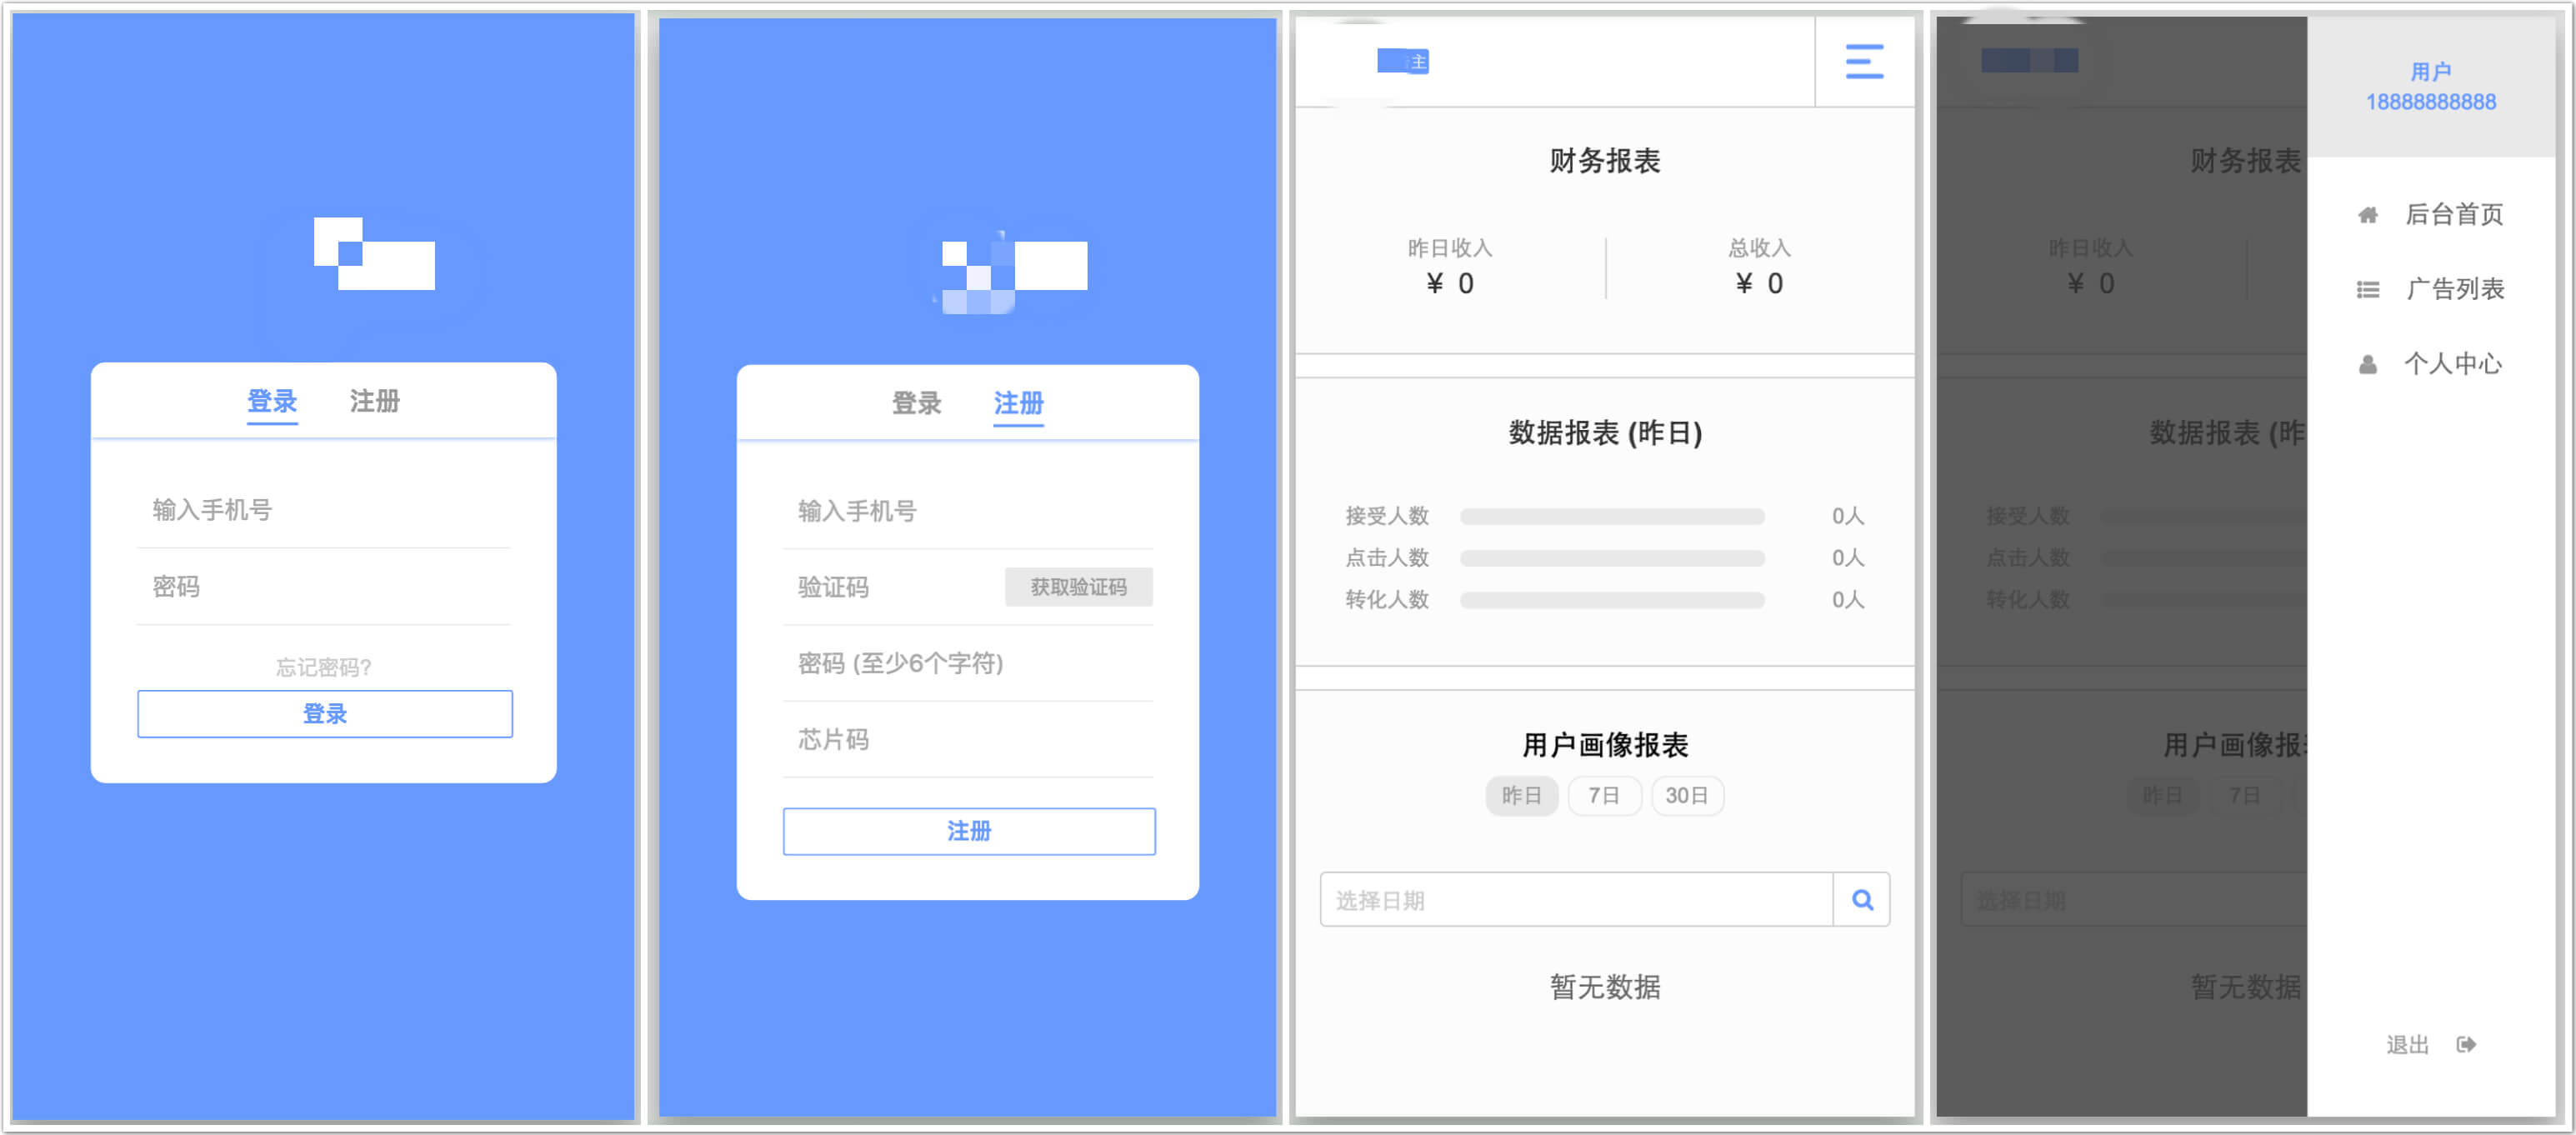 登录 注册
输入手机号
密码
忘记密码?
登录
登录 注册
输入手机号
验证码 获取验证码
密码 (至少6个字符)
芯片码
注册
主
财务报表
昨日收入 总收入
¥ 0 ¥ 0
数据报表 (昨日)
接受人数 0人
点击人数 0人
转化人数 0人
用户画像报表
昨日 7日 30日
选择日期
暂无数据
财务报表
昨日收入
¥ 0
数据报表 (昨
接受人数
点击人数
转化人数
用户画像报
昨日 7日
选择日期
暂无数据
用户
18888888888
后台首页
广告列表
个人中心
退出